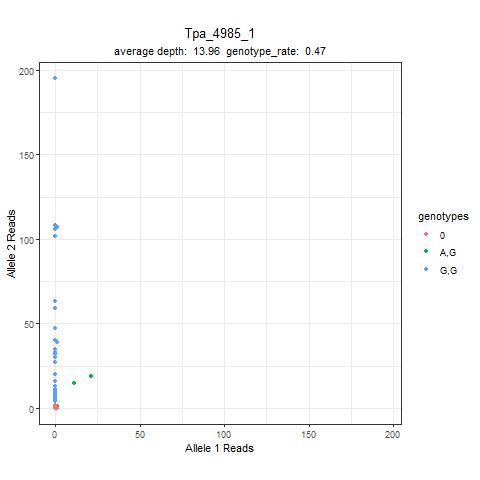 Tpa_4985_1
average depth: 13.96 genotype_rate: 0.47
200
150
100
50
0
Allele 2 Reads
0 50 100 150 200
Allele 1 Reads
genotypes
0
A,G
G,G